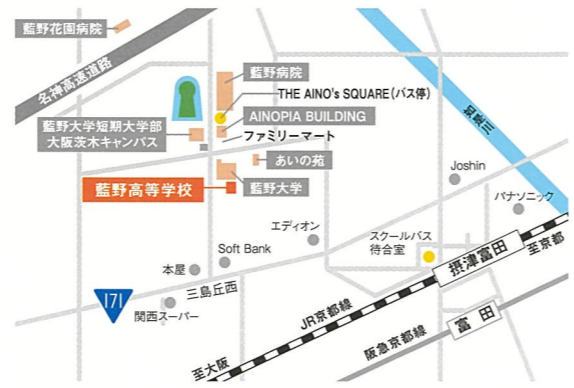 藍野花園病院
名神高速道路
藍野病院
THE AINO's SQUARE(バス停)
AINOPIA BUILDING
ファミリーマート
藍野大学短期大学部
大阪茨木キャンパス
あいの苑
藍野高等学校
藍野大学
Joshin
パナソニック
エディオン
スクールバス
待合室
Soft Bank
本屋
三島丘西
171
関西スーパー
摂津富田
至京都
JR京都線
富田
阪急京都線
至大阪